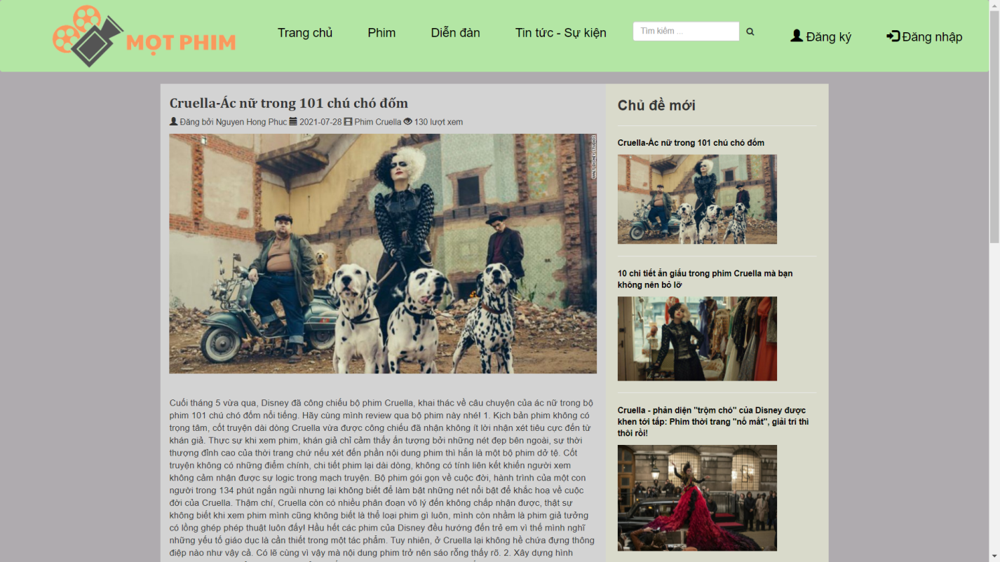 MỌT PHIM
Trang chủ
Phim
Diễn đàn
Tin tức - Sự kiện
Tìm kiếm ...
Đăng ký
Đăng nhập
Cruella-Ác nữ trong 101 chú chó đốm
Đăng bởi Nguyen Hong Phuc 2021-07-28 Phim Cruella 130 lượt xem
Cuối tháng 5 vừa qua, Disney đã công chiếu bộ phim Cruella, khai thác về câu chuyện của ác nữ trong bộ
phim 101 chú chó đốm nổi tiếng. Hãy cùng mình review qua bộ phim này nhé! 1. Kịch bản phim không có
trọng tâm, cốt truyện dài dòng Cruella vừa được công chiếu đã nhận không ít lời nhận xét tiêu cực đến từ
khán giả. Thực sự khi xem phim, khán giả chỉ cảm thấy ấn tượng bởi những nét đẹp bên ngoài, sự thời
thượng đỉnh cao của thời trang chứ nếu xét đến phần nội dung phim thì hẳn là một bộ phim dở tệ. Cốt
truyện không có những điểm chính, chi tiết phim lại dài dòng, không có tính liên kết khiến người xem
không cảm nhận được sự logic trong mạch truyện. Bộ phim gói gọn về cuộc đời, hành trình của một con
người trong 134 phút ngắn ngủi nhưng lại không biết để làm bật những nét nổi bật để khắc hoạ về cuộc
đời của Cruella. Thậm chí, Cruella còn có nhiều phân đoạn vô lý đến không chấp nhận được, thật sự
không biết khi xem phim mình cũng không biết là thể loại phim gì luôn, mình còn nhầm là phim giả tưởng
có lồng ghép phép thuật luôn đấy! Hầu hết các phim của Disney đều hướng đến trẻ em vì thế mình nghĩ
những yếu tố giáo dục là cần thiết trong một tác phẩm. Tuy nhiên, ở Cruella lại không hề chứa đựng thông
điệp nào như vậy cả. Có lẽ cũng vì vậy mà nội dung phim trở nên sáo rỗng thấy rõ. 2. Xây dựng hình
Chủ đề mới
Cruella-Ác nữ trong 101 chú chó đốm
10 chi tiết ẩn giấu trong phim Cruella mà bạn
không nên bỏ lỡ
Cruella - phản diện "trộm chó" của Disney được
khen tới tấp: Phim thời trang "nổ mắt", giải trí thì
thôi rồi!